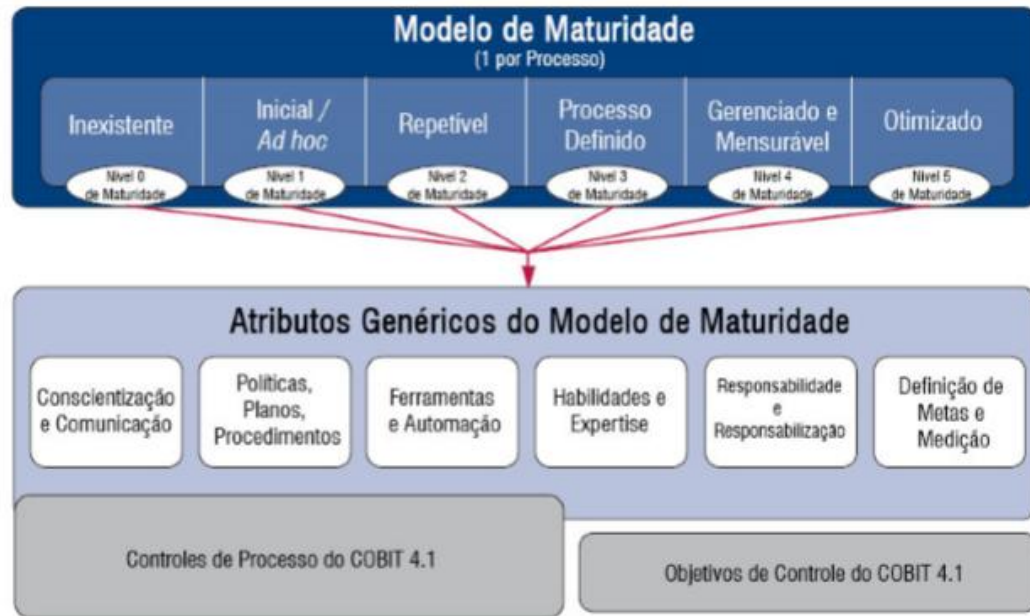 Modelo de Maturidade
(1 por Processo)
Inexistente
Inicial /
Ad hoc
Repetível
Processo
Definido
Gerenciado e
Mensurável
Otimizado
Nível 0
de Maturidade
Nível 1
de Maturidade
Nível 2
de Maturidade
Nível 3
de Maturidade
Nível 4
de Maturidade
Nível 5
de Maturidade
Atributos Genéricos do Modelo de Maturidade
Conscientização
e Comunicação
Políticas,
Planos,
Procedimentos
Ferramentas
e Automação
Habilidades e
Expertise
Responsabilidade
e
Responsabilização
Definição de
Metas e
Medição
Controles de Processo do COBIT 4.1
Objetivos de Controle do COBIT 4.1